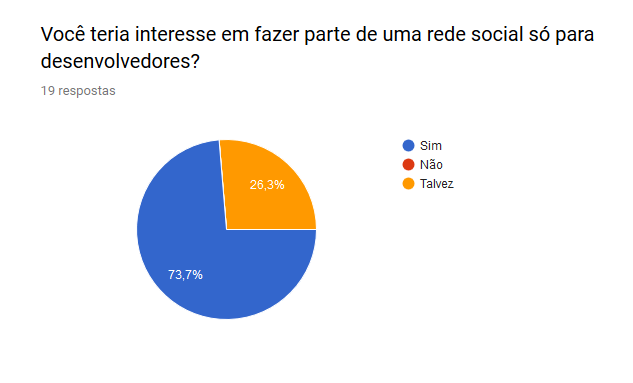 Você teria interesse em fazer parte de uma rede social só para
desenvolvedores?
19 respostas
Sim
Não
Talvez
26,3%
73,7%